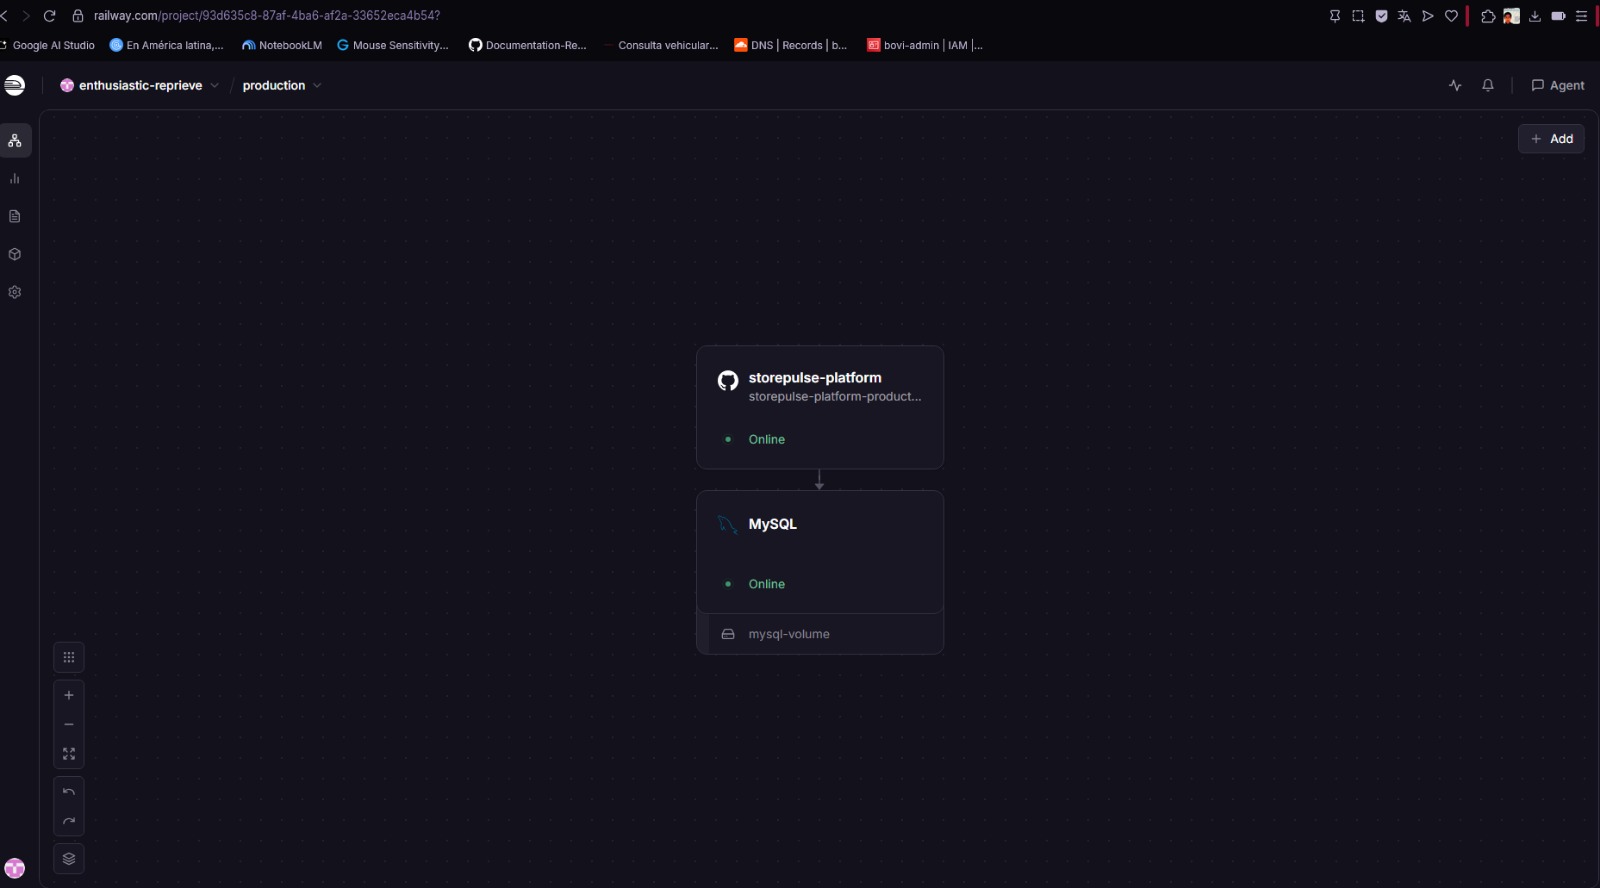 railway.com/project/93d635c8-87af-4ba6-af2a-33652eca4b54?
Google AI Studio
En América latina,...
NotebookLM
Mouse Sensitivity...
Documentation-Re...
Consulta vehicular...
DNS | Records | b...
bovi-admin | IAM |...
enthusiastic-reprieve / production
Agent
+ Add
storepulse-platform
storepulse-platform-product...
Online
MySQL
Online
mysql-volume